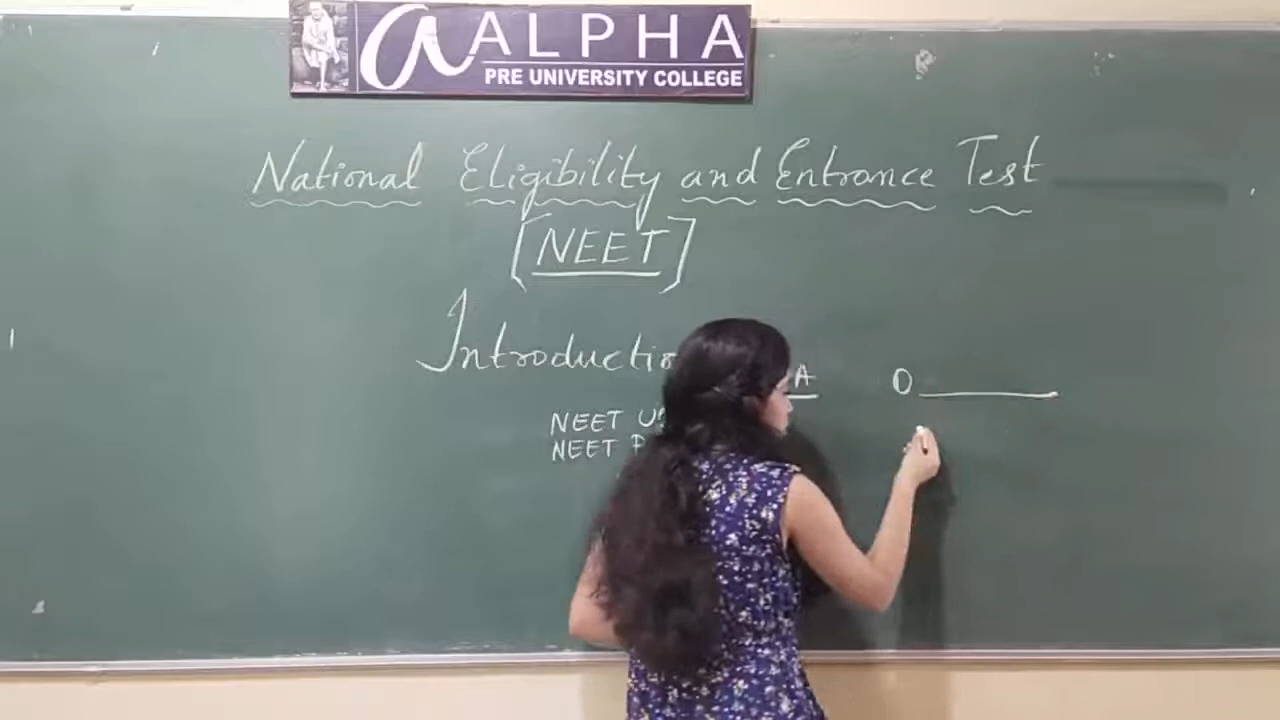 a ALPHA
PRE UNIVERSITY COLLEGE
National Eligibility and Entrance Test
[NEET]
Introduction
A
O
NEET
NEET